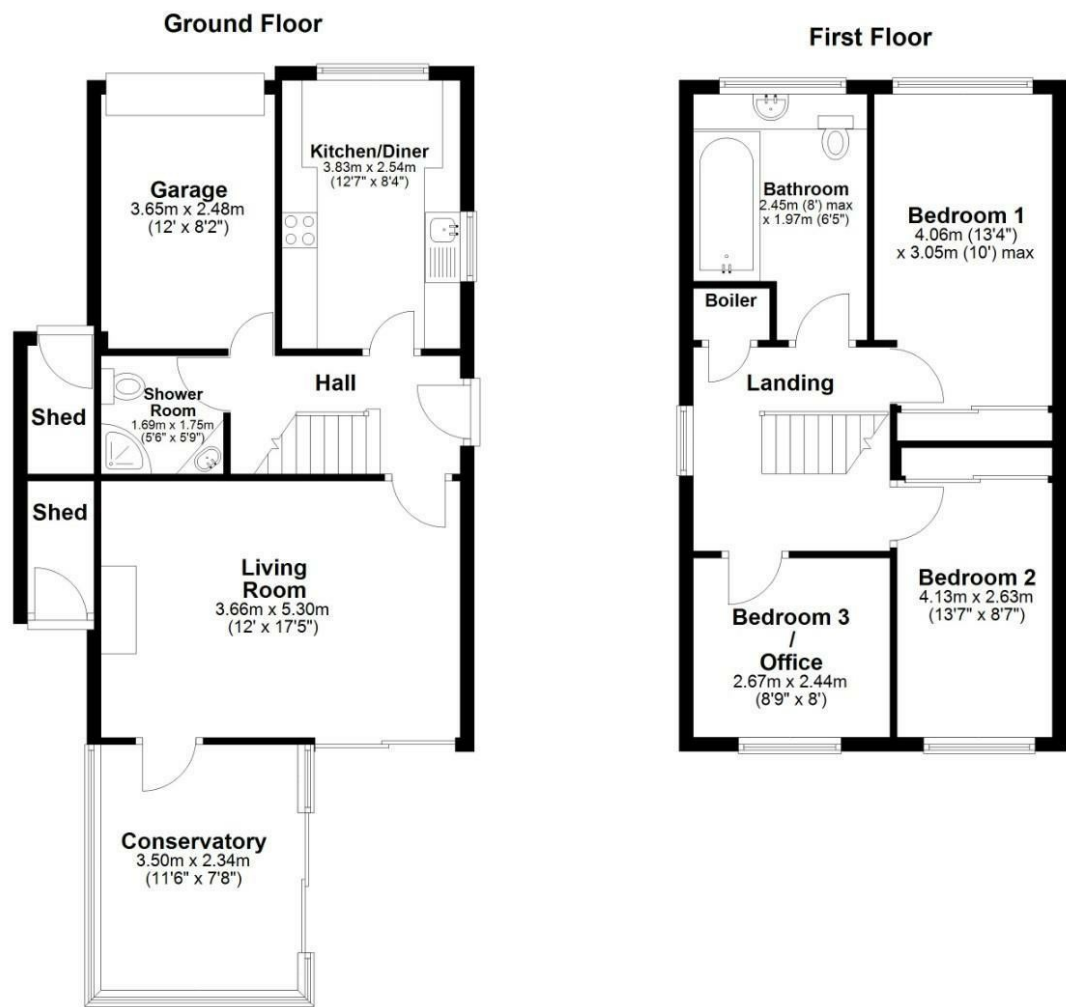 Ground Floor
Kitchen/Diner
3.83m x 2.54m
(12'7" x 8'4")
Garage
3.65m x 2.48m
(12' x 8'2")
Hall
Shower
Room
1.69m x 1.75m
(5'6" x 5'9")
Shed
Shed
Living
Room
3.66m x 5.30m
(12' x 17'5")
Conservatory
3.50m x 2.34m
(11'6" x 7'8")
First Floor
Bathroom
2.45m (8') max
x 1.97m (6'5")
Bedroom 1
4.06m (13'4")
x 3.05m (10') max
Boiler
Landing
Bedroom 2
4.13m x 2.63m
(13'7" x 8'7")
Bedroom 3
/
Office
2.67m x 2.44m
(8'9" x 8')